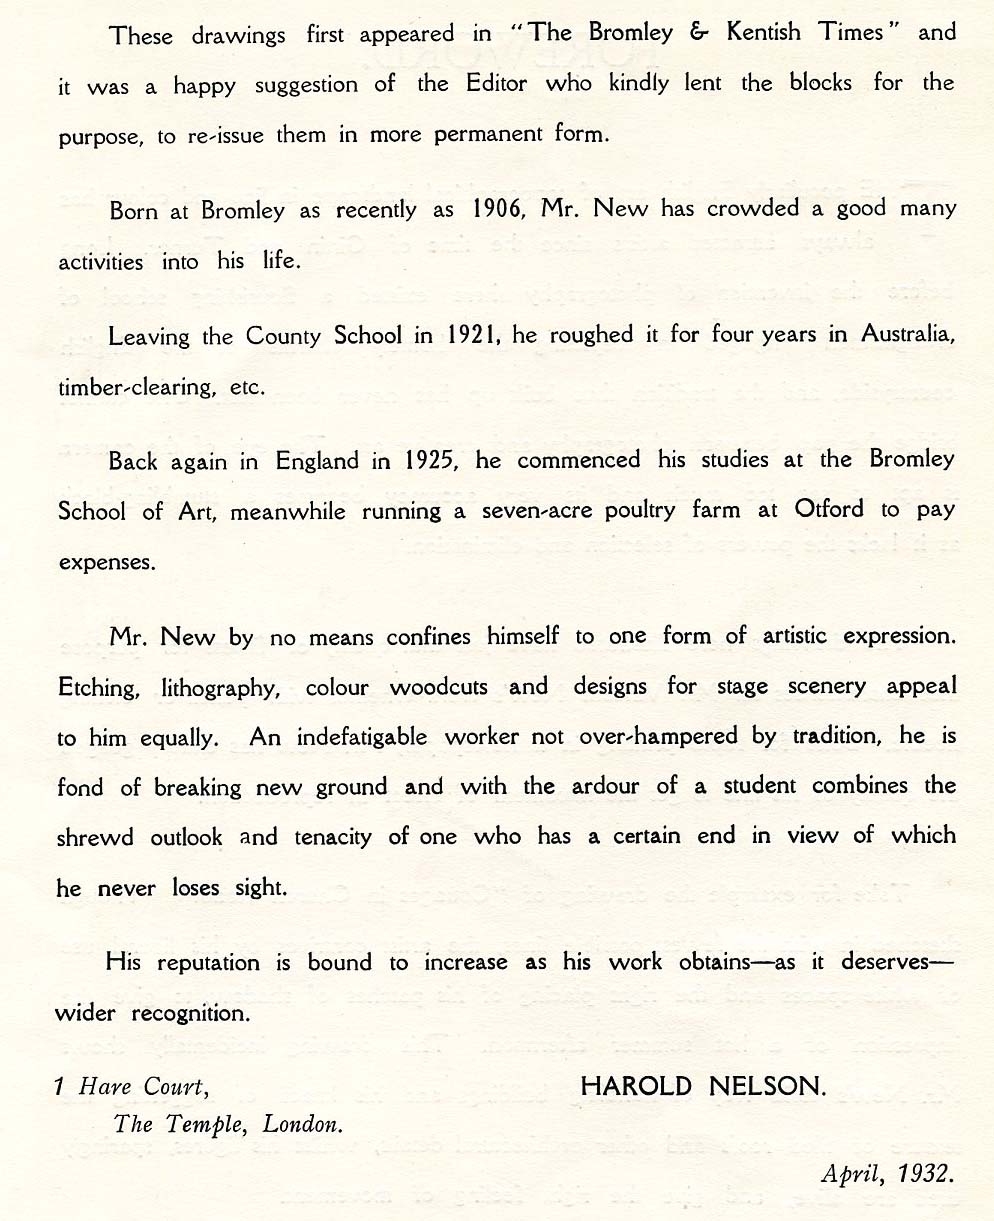 These drawings first appeared in "The Bromley & Kentish Times" and
it was a happy suggestion of the Editor who kindly lent the blocks for the
purpose, to re-issue them in more permanent form.
Born at Bromley as recently as 1906, Mr. New has crowded a good many
activities into his life.
Leaving the County School in 1921, he roughed it for four years in Australia,
timber-clearing, etc.
Back again in England in 1925, he commenced his studies at the Bromley
School of Art, meanwhile running a seven-acre poultry farm at Otford to pay
expenses.
Mr. New by no means confines himself to one form of artistic expression.
Etching, lithography, colour woodcuts and designs for stage scenery appeal
to him equally. An indefatigable worker not over-hampered by tradition, he is
fond of breaking new ground and with the ardour of a student combines the
shrewd outlook and tenacity of one who has a certain end in view of which
he never loses sight.
His reputation is bound to increase as his work obtains—as it deserves—
wider recognition.
1 Hare Court,
HAROLD NELSON.
The Temple, London.
April, 1932.